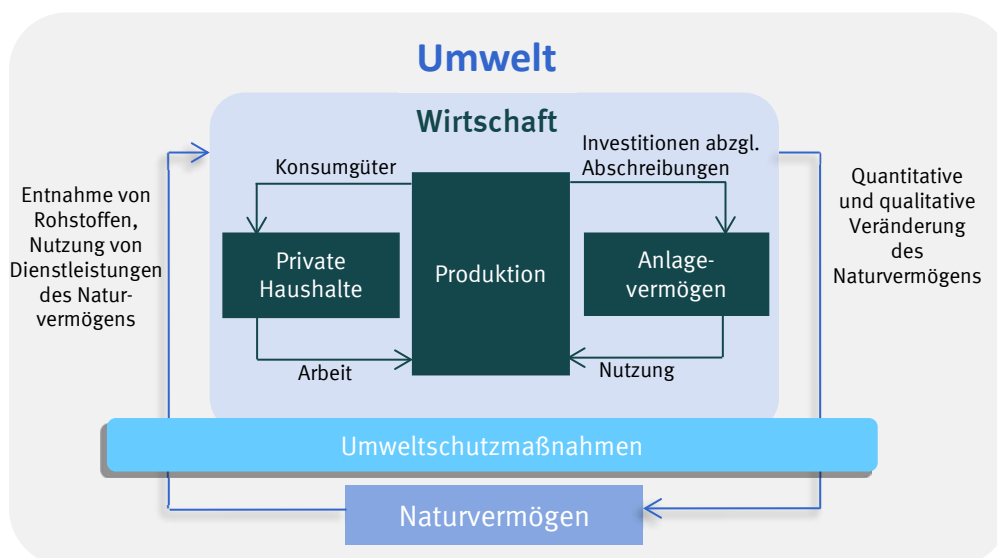 Umwelt
Wirtschaft
Konsumgüter
Investitionen abzgl.
Abschreibungen
Entnahme von
Rohstoffen,
Nutzung von
Dienstleistungen
des Natur-
vermögens
Private
Haushalte
Produktion
Anlage-
vermögen
Quantitative
und qualitative
Veränderung
des
Naturvermögens
Arbeit
Nutzung
Umweltschutzmaßnahmen
Naturvermögen